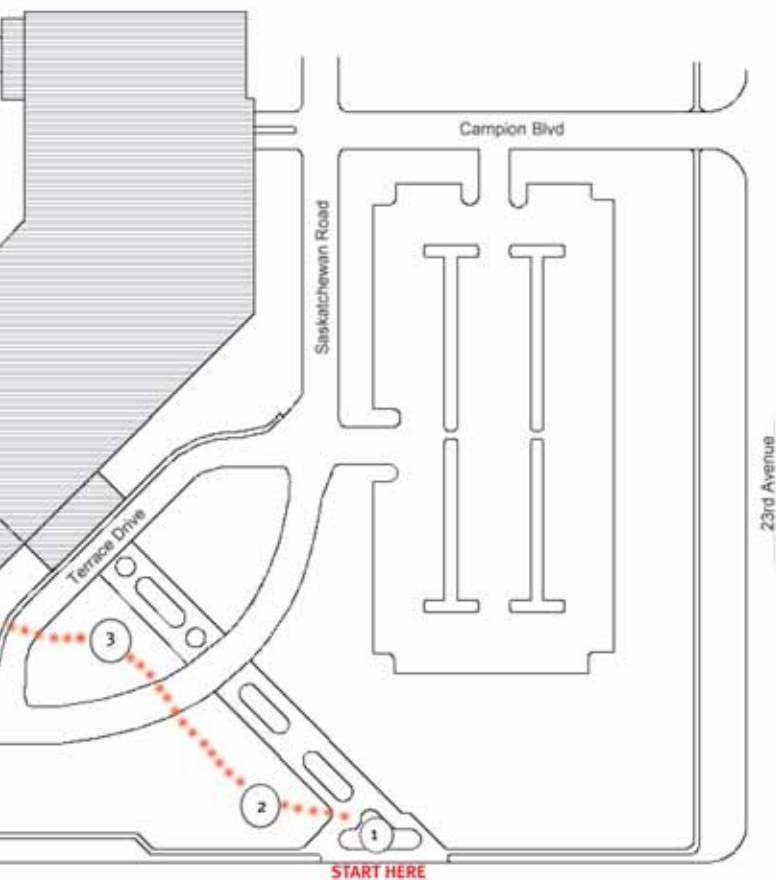 Campion Blvd
Saskatchewan Road
23rd Avenue
Terrace Drive
3
2
1
START HERE